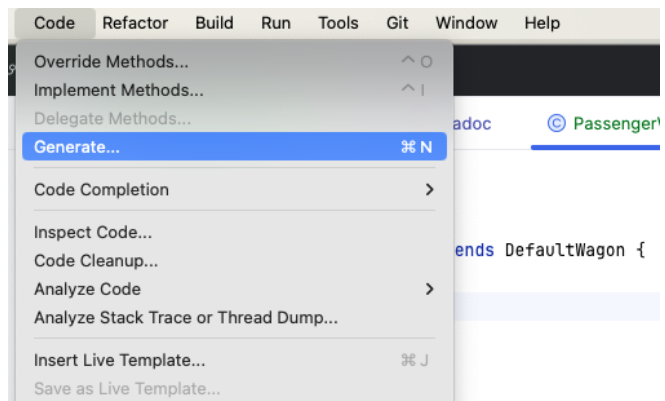 Code Refactor Build Run Tools Git Window Help
Override Methods... ^ O
Implement Methods... ^ I
Delegate Methods...
adoc © Passenger
Generate... ⌘ N
Code Completion >
Inspect Code...
ends DefaultWagon {
Code Cleanup...
Analyze Code >
Analyze Stack Trace or Thread Dump...
Insert Live Template... ⌘ J
Save as Live Template...